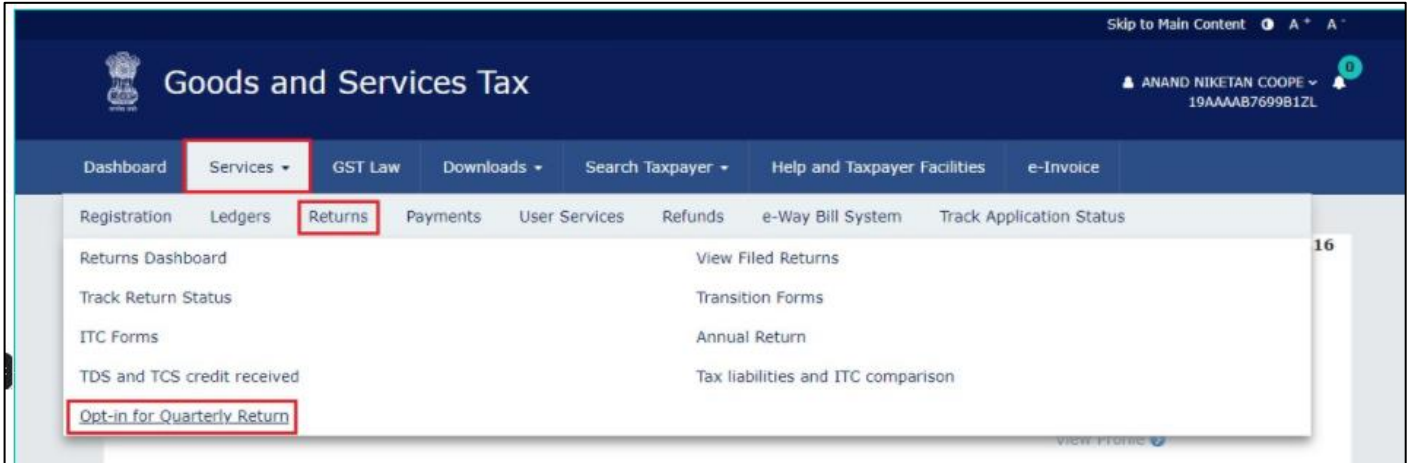 Skip to Main Content A+ A-
Goods and Services Tax
ANAND NIKETAN COOPE
0
19AAAAB7699B1ZL
Dashboard Services GST Law Downloads Search Taxpayer Help and Taxpayer Facilities e-Invoice
Registration Ledgers Returns Payments User Services Refunds e-Way Bill System Track Application Status
16
Returns Dashboard View Filed Returns
Track Return Status Transition Forms
ITC Forms Annual Return
TDS and TCS credit received Tax liabilities and ITC comparison
Opt-in for Quarterly Return
View Profile